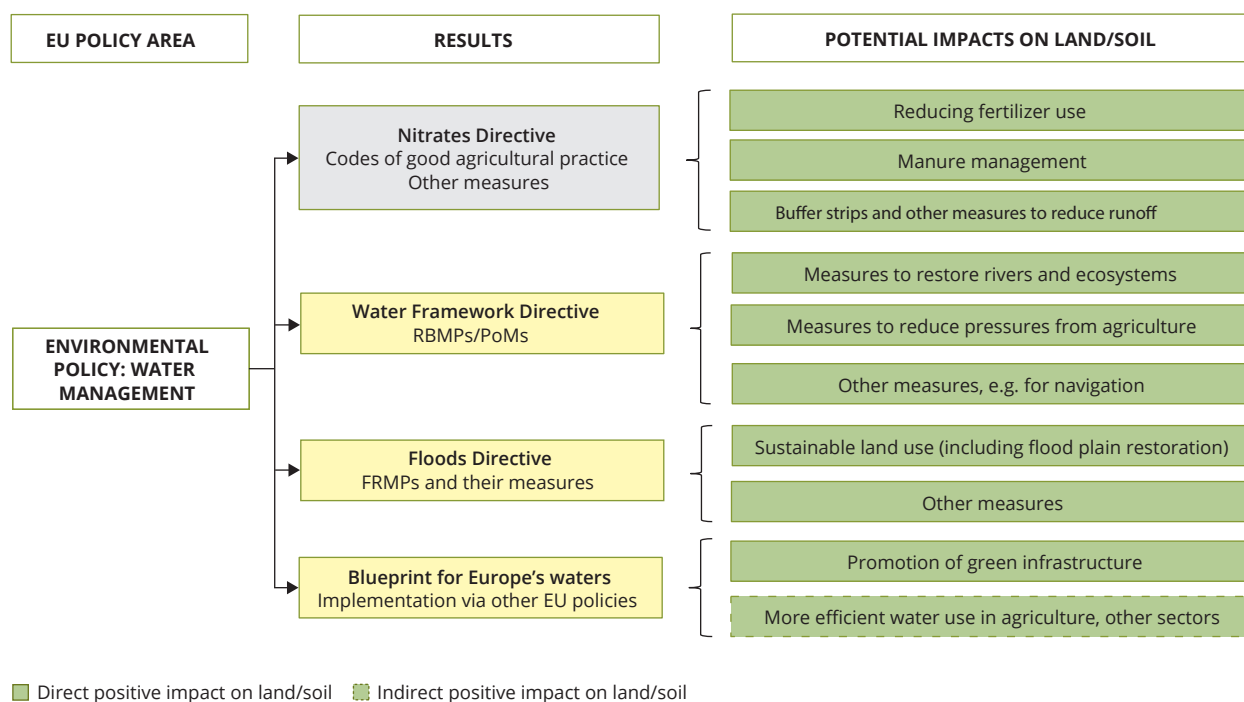 EU POLICY AREA
RESULTS
POTENTIAL IMPACTS ON LAND/SOIL
ENVIRONMENTAL
POLICY: WATER
MANAGEMENT
Nitrates Directive
Codes of good agricultural practice
Other measures
Reducing fertilizer use
Manure management
Buffer strips and other measures to reduce runoff
Water Framework Directive
RBMPs/PoMs
Measures to restore rivers and ecosystems
Measures to reduce pressures from agriculture
Other measures, e.g. for navigation
Floods Directive
FRMPs and their measures
Sustainable land use (including flood plain restoration)
Other measures
Blueprint for Europe’s waters
Implementation via other EU policies
Promotion of green infrastructure
More efficient water use in agriculture, other sectors
Direct positive impact on land/soil
Indirect positive impact on land/soil